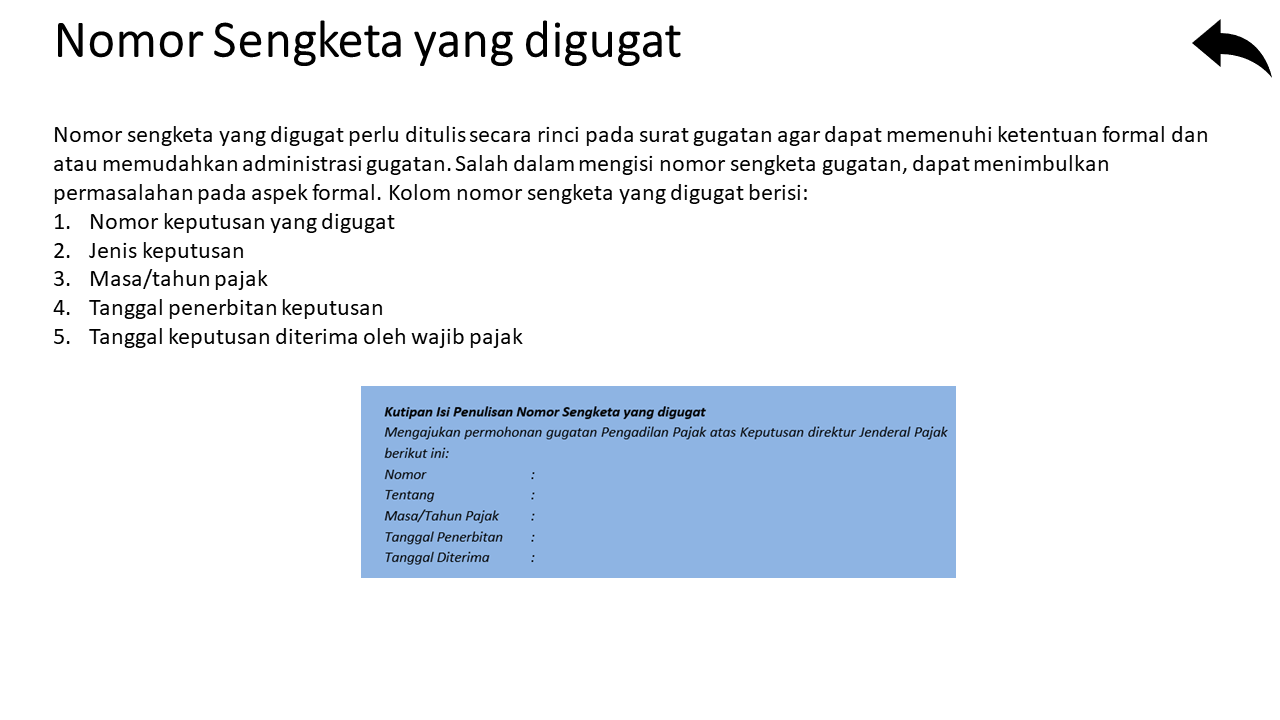 Nomor Sengketa yang digugat
Nomor sengketa yang digugat perlu ditulis secara rinci pada surat gugatan agar dapat memenuhi ketentuan formal dan
atau memudahkan administrasi gugatan. Salah dalam mengisi nomor sengketa gugatan, dapat menimbulkan
permasalahan pada aspek formal. Kolom nomor sengketa yang digugat berisi:
1. Nomor keputusan yang digugat
2. Jenis keputusan
3. Masa/tahun pajak
4. Tanggal penerbitan keputusan
5. Tanggal keputusan diterima oleh wajib pajak
Kutipan Isi Penulisan Nomor Sengketa yang digugat
Mengajukan permohonan gugatan Pengadilan Pajak atas Keputusan direktur Jenderal Pajak
berikut ini:
Nomor :
Tentang :
Masa/Tahun Pajak :
Tanggal Penerbitan :
Tanggal Diterima :